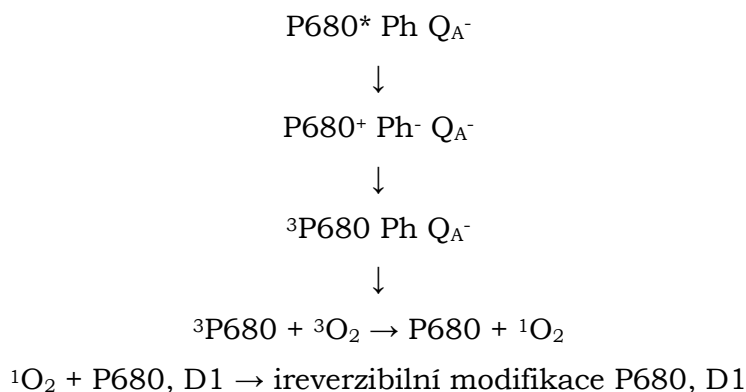 P680* Ph QA-
↓
P680+ Ph- QA-
↓
3P680 Ph QA-
↓
3P680 + 3O2 → P680 + 1O2
1O2 + P680, D1 → ireverzibilní modifikace P680, D1